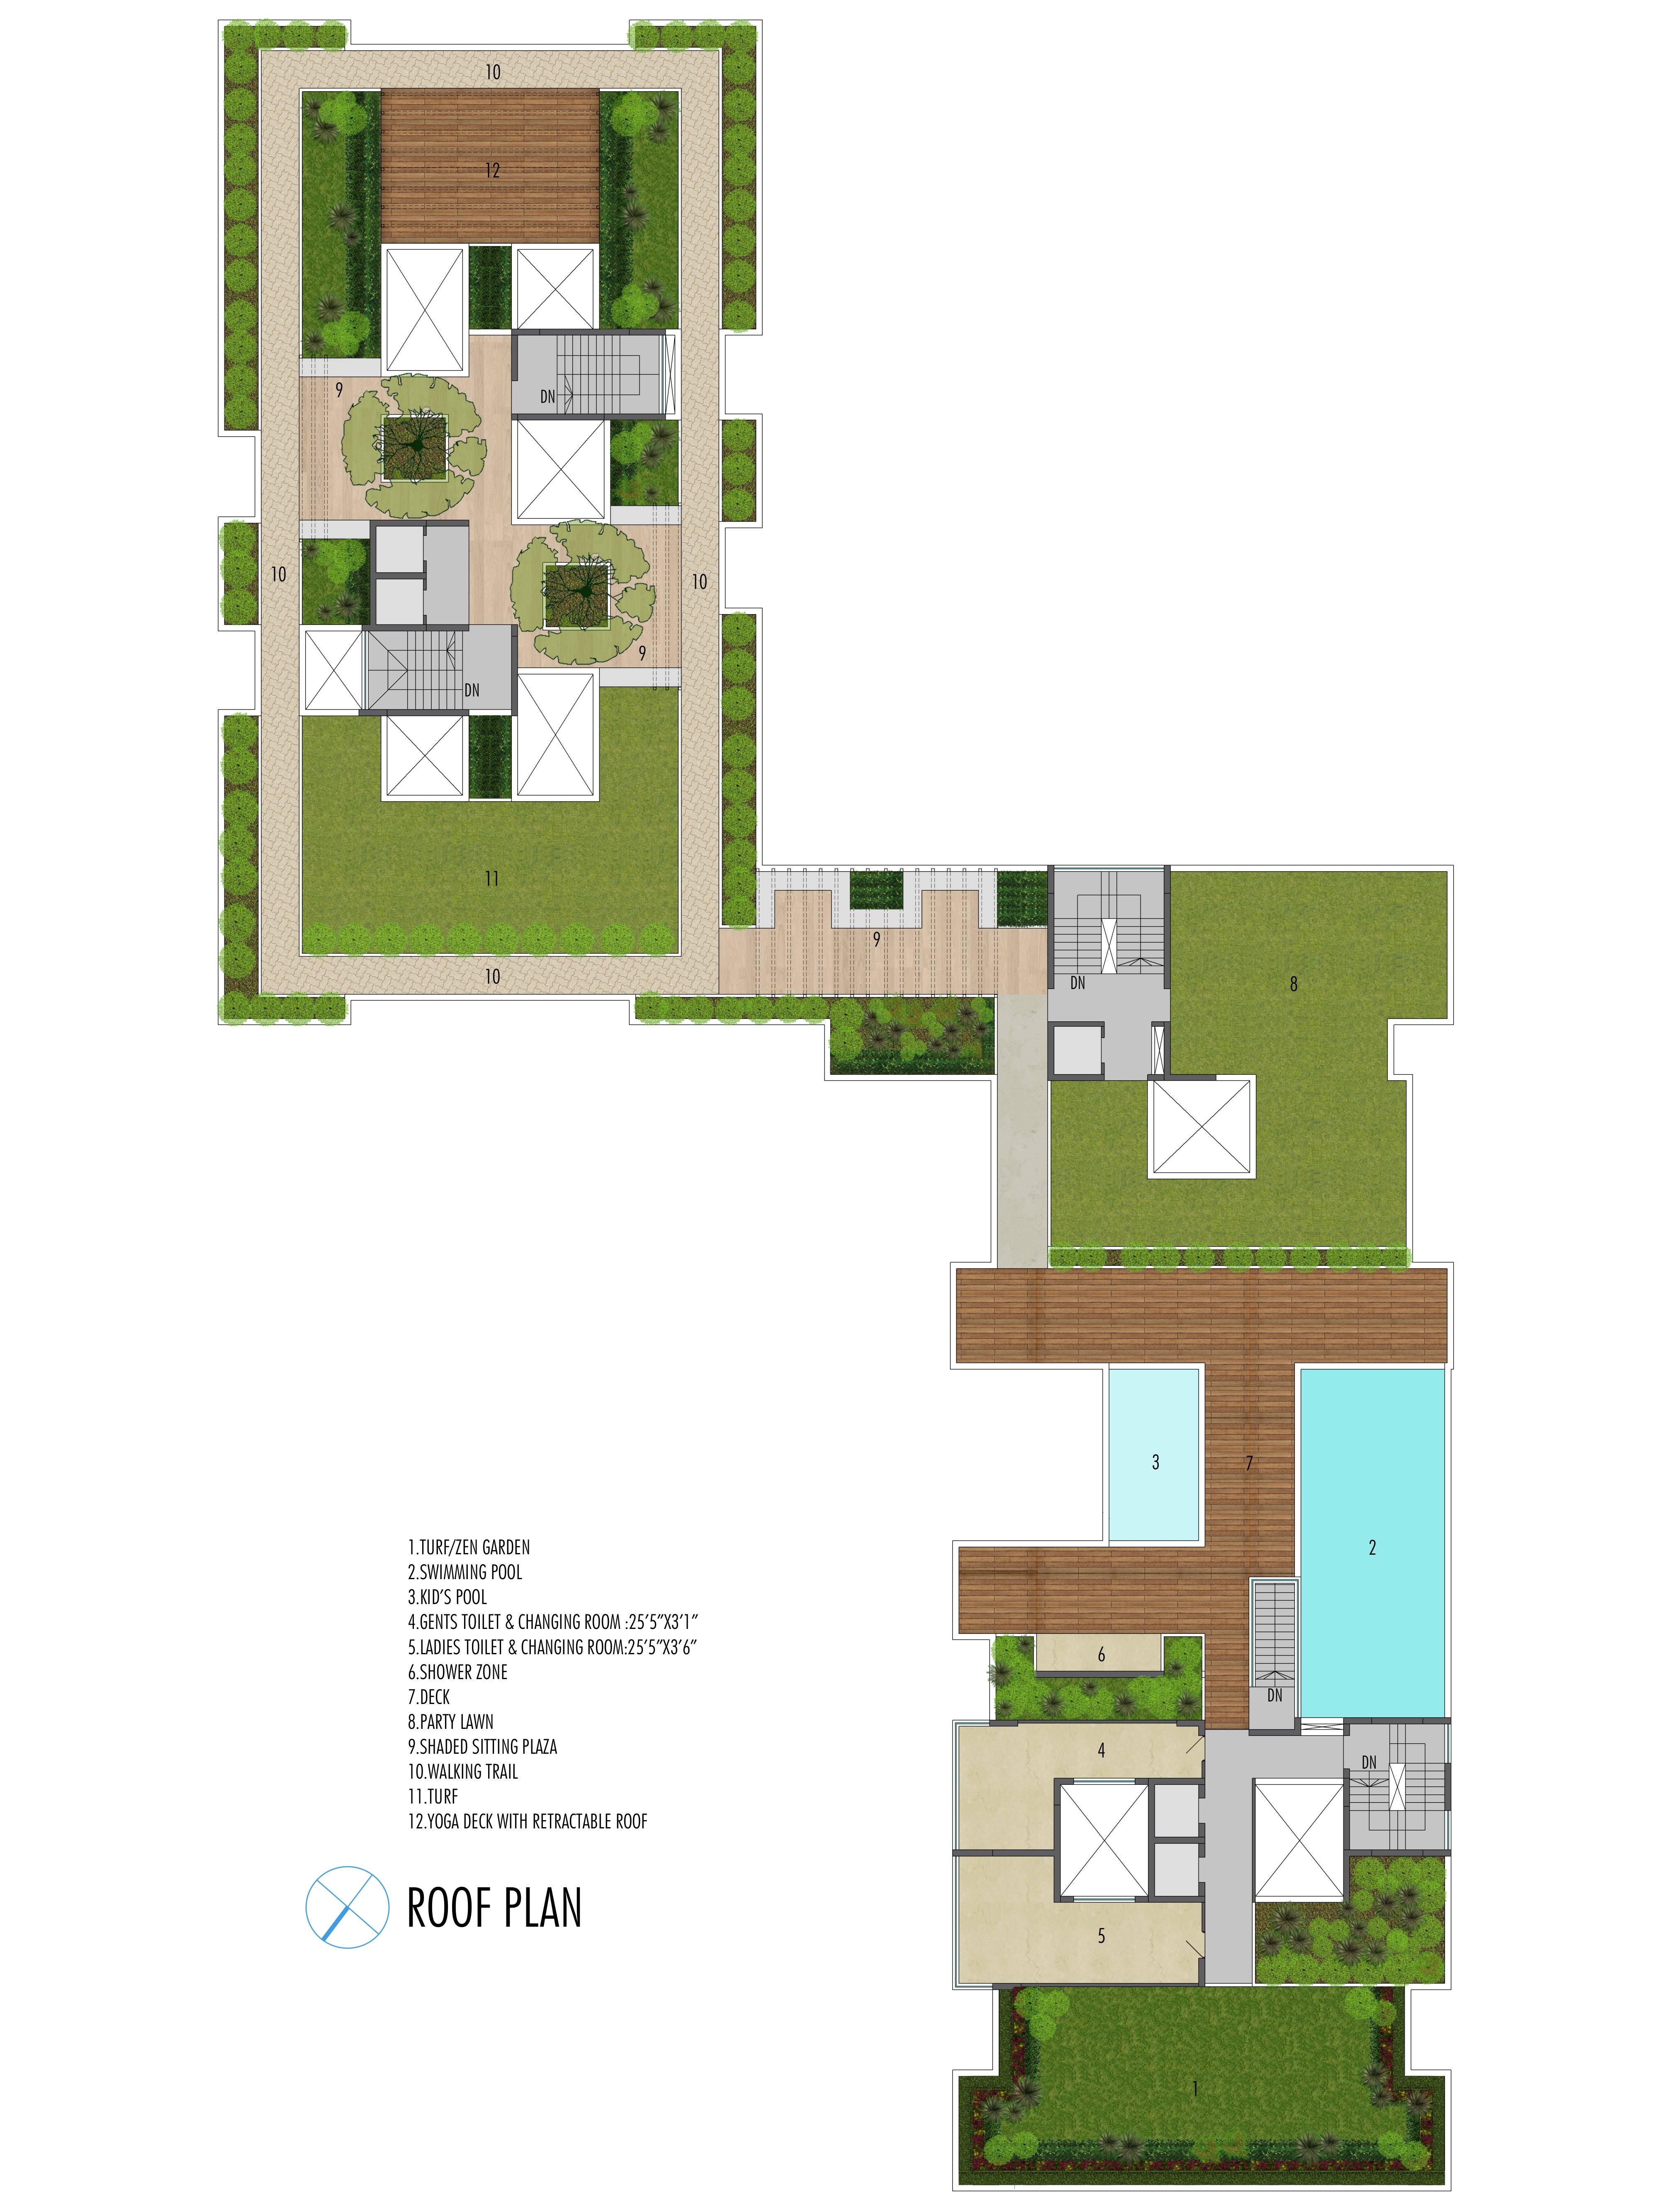 10
12
9
DN
10
10
9
DN
11
9
10
DN
8
3
7
2
6
DN
4
DN
5
1
1.TURF/ZEN GARDEN
2.SWIMMING POOL
3.KID'S POOL
4.GENTS TOILET & CHANGING ROOM :25'5"X3'1"
5.LADIES TOILET & CHANGING ROOM:25'5"X3'6"
6.SHOWER ZONE
7.DECK
8.PARTY LAWN
9.SHADED SITTING PLAZA
10.WALKING TRAIL
11.TURF
12.YOGA DECK WITH RETRACTABLE ROOF
ROOF PLAN